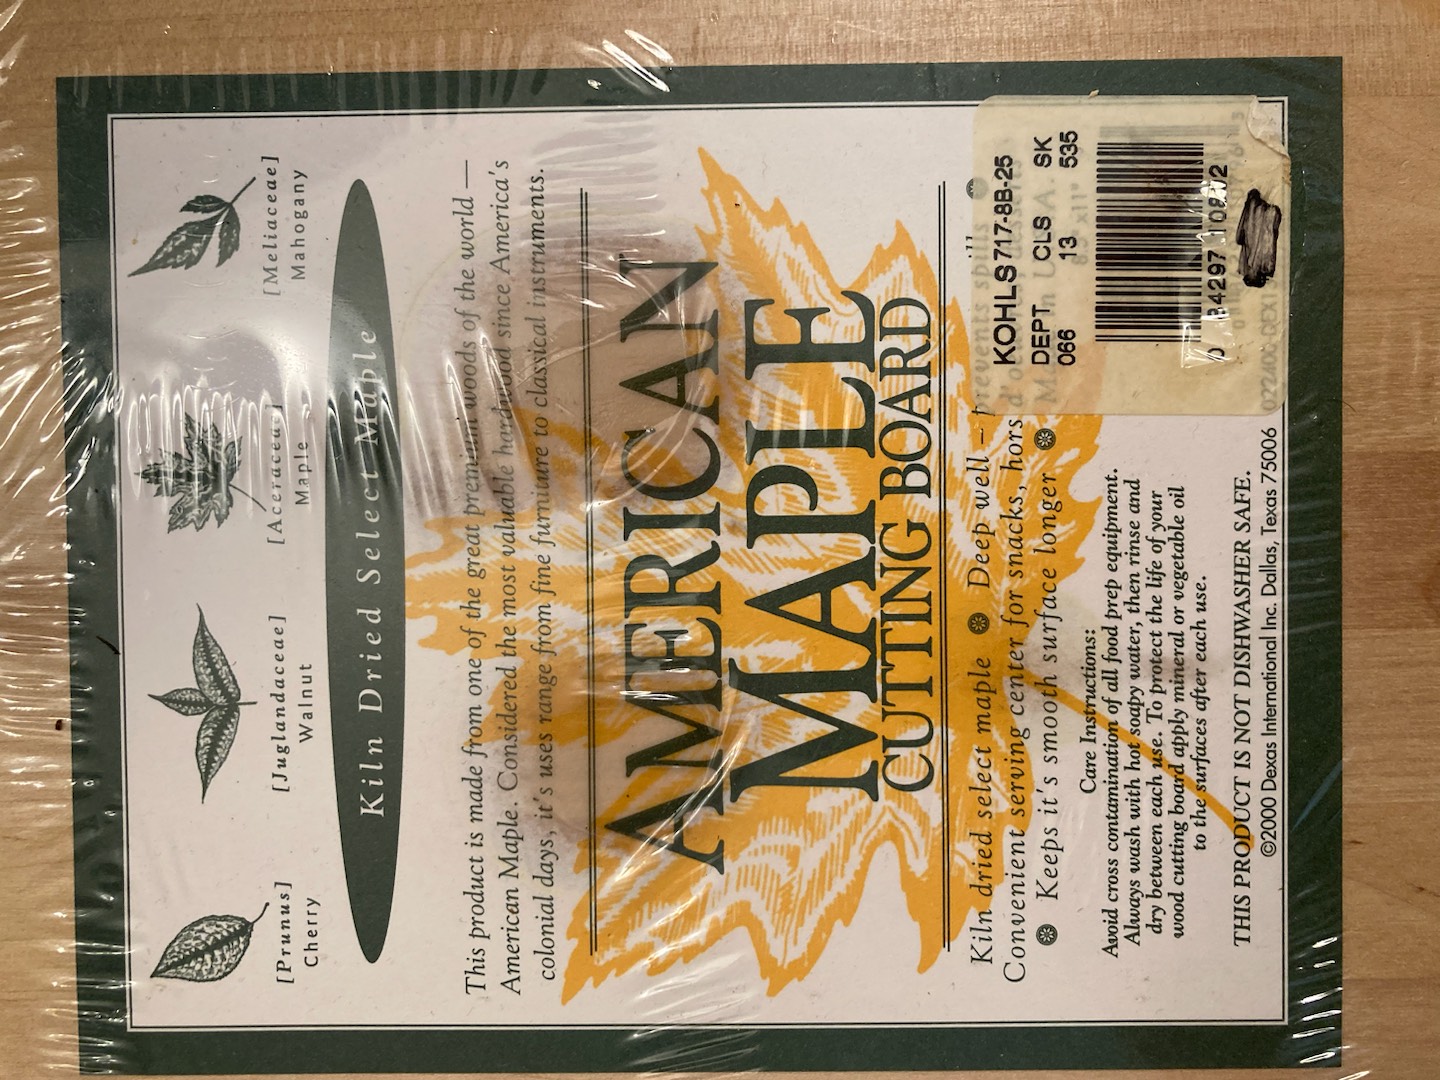 [Prunus]
Cherry
[Juglandaceae]
Walnut
[Aceraceae]
Maple
[Meliaceae]
Mahogany
Kiln Dried Select Maple
This product is made from one of the great premium woods of the world —
American Maple. Considered the most valuable hardwood since America's
colonial days, it's uses range from fine furniture to classical instruments.
AMERICAN
MAPLE
CUTTING BOARD
Kiln dried select maple Deep well – prevents spills
Convenient serving center for snacks, hors d'o
Keeps it's smooth surface longer
Care Instructions:
Avoid cross contamination of all food prep equipment.
Always wash with hot soapy water, then rinse and
dry between each use. To protect the life of your
wood cutting board apply mineral or vegetable oil
to the surfaces after each use.
THIS PRODUCT IS NOT DISHWASHER SAFE.
©2000 Dexas International Inc. Dallas, Texas 75006
KOHLS717-8B-25
DEPT CLS SK
066 13 535